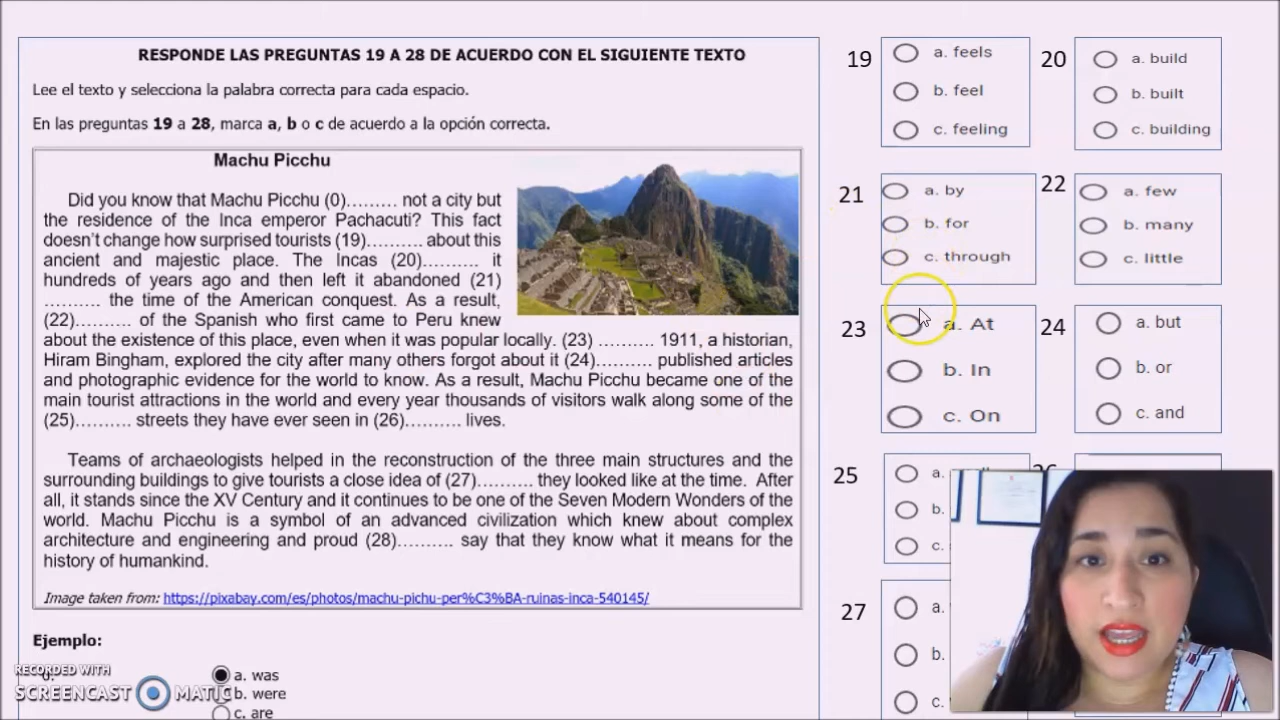 RESPONDE LAS PREGUNTAS 19 A 28 DE ACUERDO CON EL SIGUIENTE TEXTO
Lee el texto y selecciona la palabra correcta para cada espacio.
En las preguntas 19 a 28, marca a, b o c de acuerdo a la opción correcta.
Machu Picchu
Did you know that Machu Picchu (0)......... not a city but
the residence of the Inca emperor Pachacuti? This fact
doesn't change how surprised tourists (19).......... about this
ancient and majestic place. The Incas (20).......... it
hundreds of years ago and then left it abandoned (21)
.......... the time of the American conquest. As a result,
(22).......... of the Spanish who first came to Peru knew
about the existence of this place, even when it was popular locally. (23) .......... 1911, a historian,
Hiram Bingham, explored the city after many others forgot about it (24).......... published articles
and photographic evidence for the world to know. As a result, Machu Picchu became one of the
main tourist attractions in the world and every year thousands of visitors walk along some of the
(25).......... streets they have ever seen in (26).......... lives.
Teams of archaeologists helped in the reconstruction of the three main structures and the
surrounding buildings to give tourists a close idea of (27).......... they looked like at the time. After
all, it stands since the XV Century and it continues to be one of the Seven Modern Wonders of the
world. Machu Picchu is a symbol of an advanced civilization which knew about complex
architecture and engineering and proud (28).......... say that they know what it means for the
history of humankind.
Image taken from: https://pixabay.com/es/photos/machu-pichu-per%C3%BA-ruinas-inca-540145/
Ejemplo:
a. was
b. were
c. are
RECORDED WITH
SCREENCAST MATIC
19
a. feels
b. feel
c. feeling
20
a. build
b. built
c. building
21
a. by
b. for
c. through
22
a. few
b. many
c. little
23
a. At
b. In
c. On
24
a. but
b. or
c. and
25
a.
b.
c.
27
a.
b.
c.